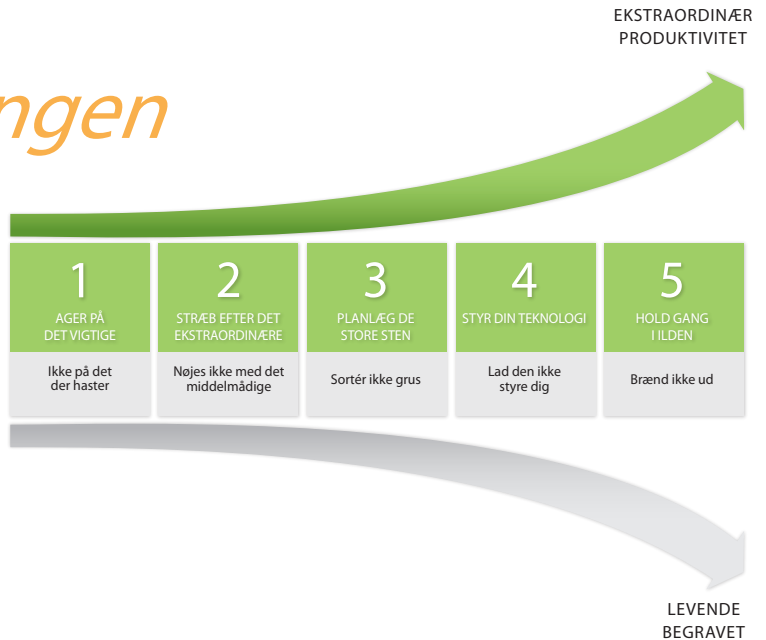 EKSTRAORDINÆR
PRODUKTIVITET
ngen
1
AGER PÅ
DET VIGTIGE
Ikke på det
der haster
2
STRÆB EFTER DET
EKSTRAORDINÆRE
Nøjes ikke med det
middelmådige
3
PLANLÆG DE
STORE STEN
Sortér ikke grus
4
STYR DIN TEKNOLOGI
Lad den ikke
styre dig
5
HOLD GANG
I ILDEN
Brænd ikke ud
LEVENDE
BEGRAVET